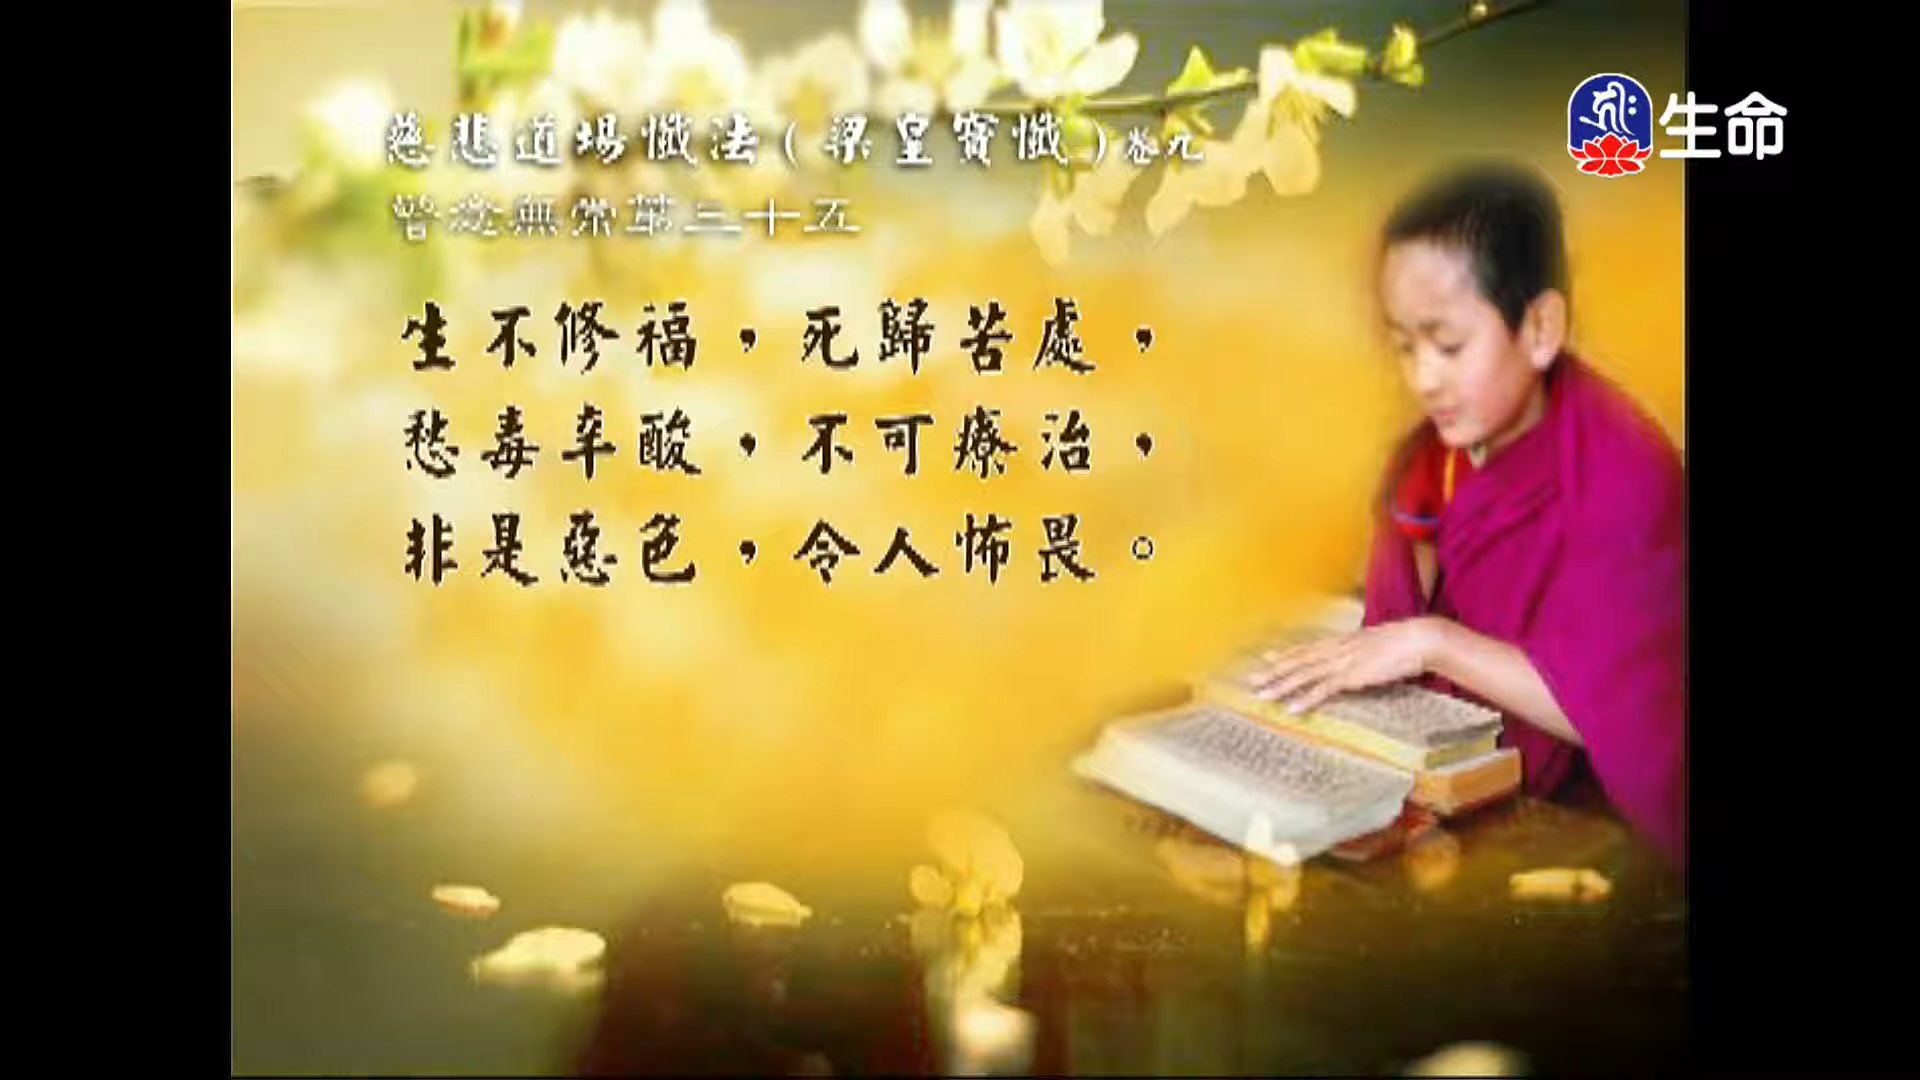 慈悲道場懺法(梁皇寶懺)卷九
警念無常第三十五
生不修福，死歸苦處，
愁毒辛酸，不可療治，
非是惡色，令人怖畏。
生命